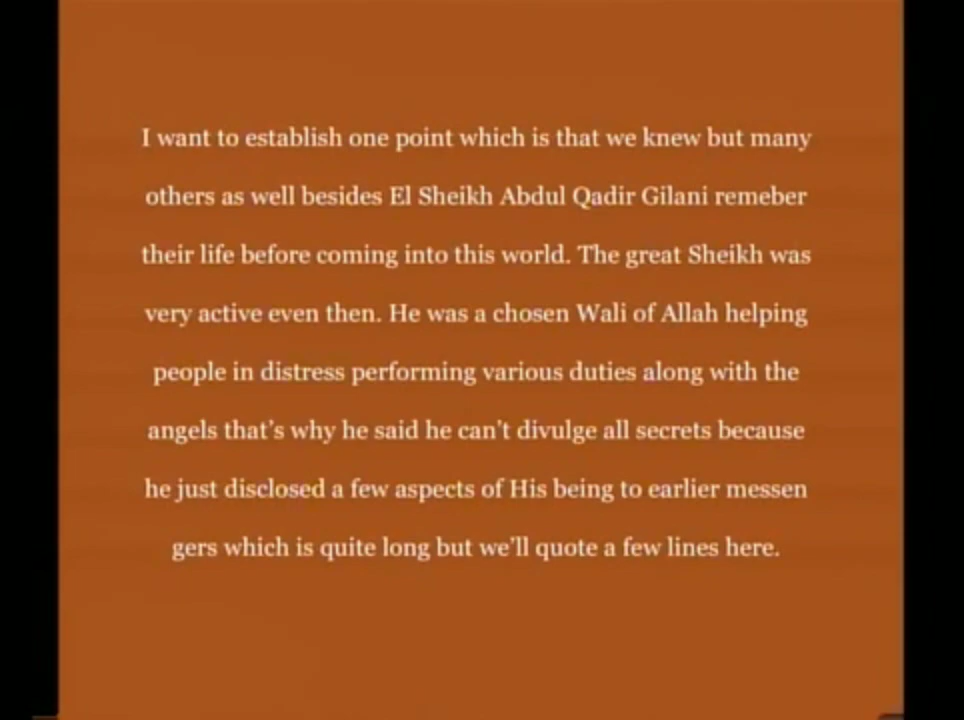 I want to establish one point which is that we knew but many
others as well besides El Sheikh Abdul Qadir Gilani remeber
their life before coming into this world. The great Sheikh was
very active even then. He was a chosen Wali of Allah helping
people in distress performing various duties along with the
angels that's why he said he can't divulge all secrets because
he just disclosed a few aspects of His being to earlier messen
gers which is quite long but we'll quote a few lines here.